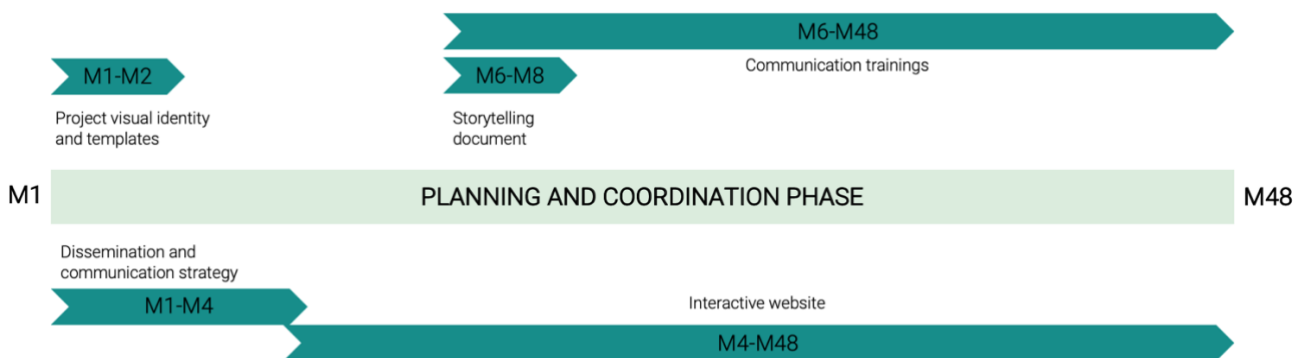 M6-M48
Communication trainings
M1-M2
M6-M8
Project visual identity
and templates
Storytelling
document
M1
PLANNING AND COORDINATION PHASE
M48
Dissemination and
communication strategy
M1-M4
Interactive website
M4-M48